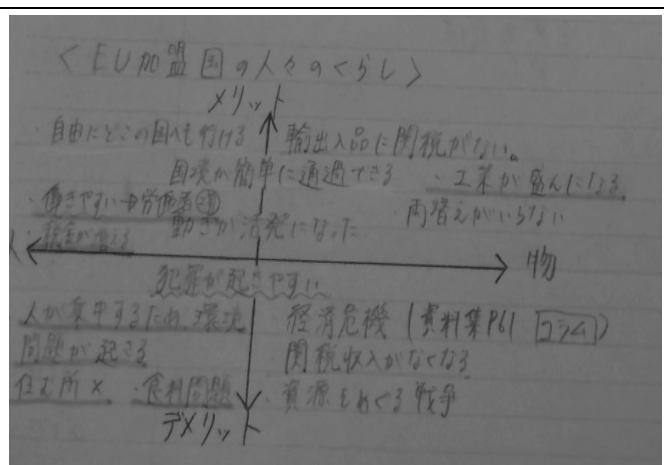 〈EU加盟国の人々のくらし〉
メリット
・自由にどこの国へも行ける
輸出入品に関税がない。
国境が簡単に通過できる
・工業が盛んになる
・働きやすい
労働者
動きが活発になった
両替えがいらない
・税金が
人
物
犯罪が起きやすい
・人が集中するため環境
問題が起きる
住む所×
・食料問題
・経済危機(資料集P61 コラム)
・関税収入がなくなる
・資源をめぐる戦争
デメリット